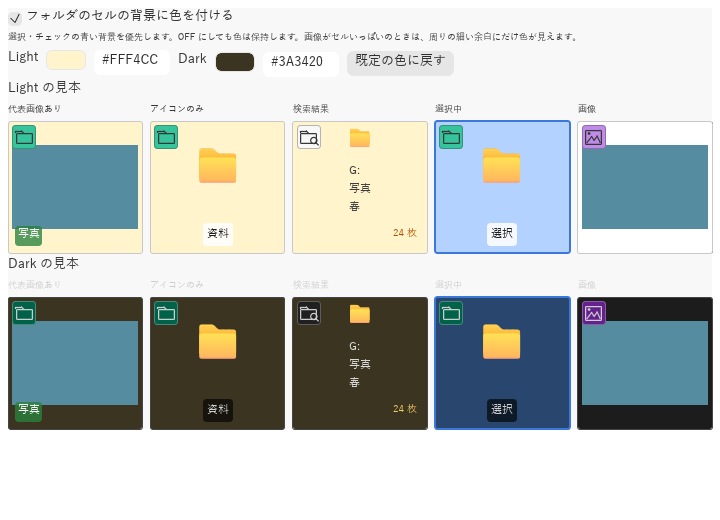 フォルダのセルの背景に色を付ける
選択・チェックの青い背景を優先します。OFF にしても色は保持します。画像がセルいっぱいのときは、周りの細い余白にだけ色が見えます。
Light #FFF4CC Dark #3A3420 既定の色に戻す
Light の見本
代表画像あり アイコンのみ 検索結果 選択中 画像
G:
写真
春
写真 資料 24 枚 選択
Dark の見本
代表画像あり アイコンのみ 検索結果 選択中 画像
G:
写真
春
写真 資料 24 枚 選択